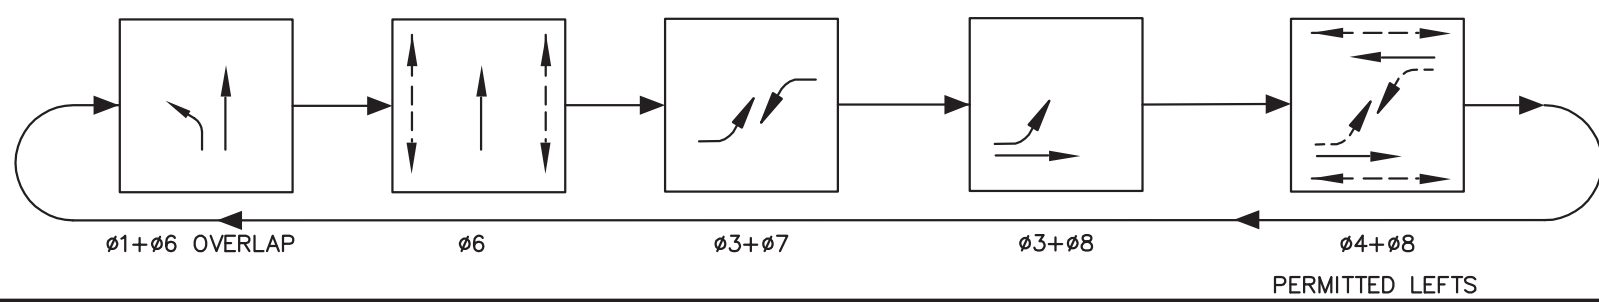 ø1+ø6 OVERLAP
ø6
ø3+ø7
ø3+ø8
ø4+ø8
PERMITTED LEFTS